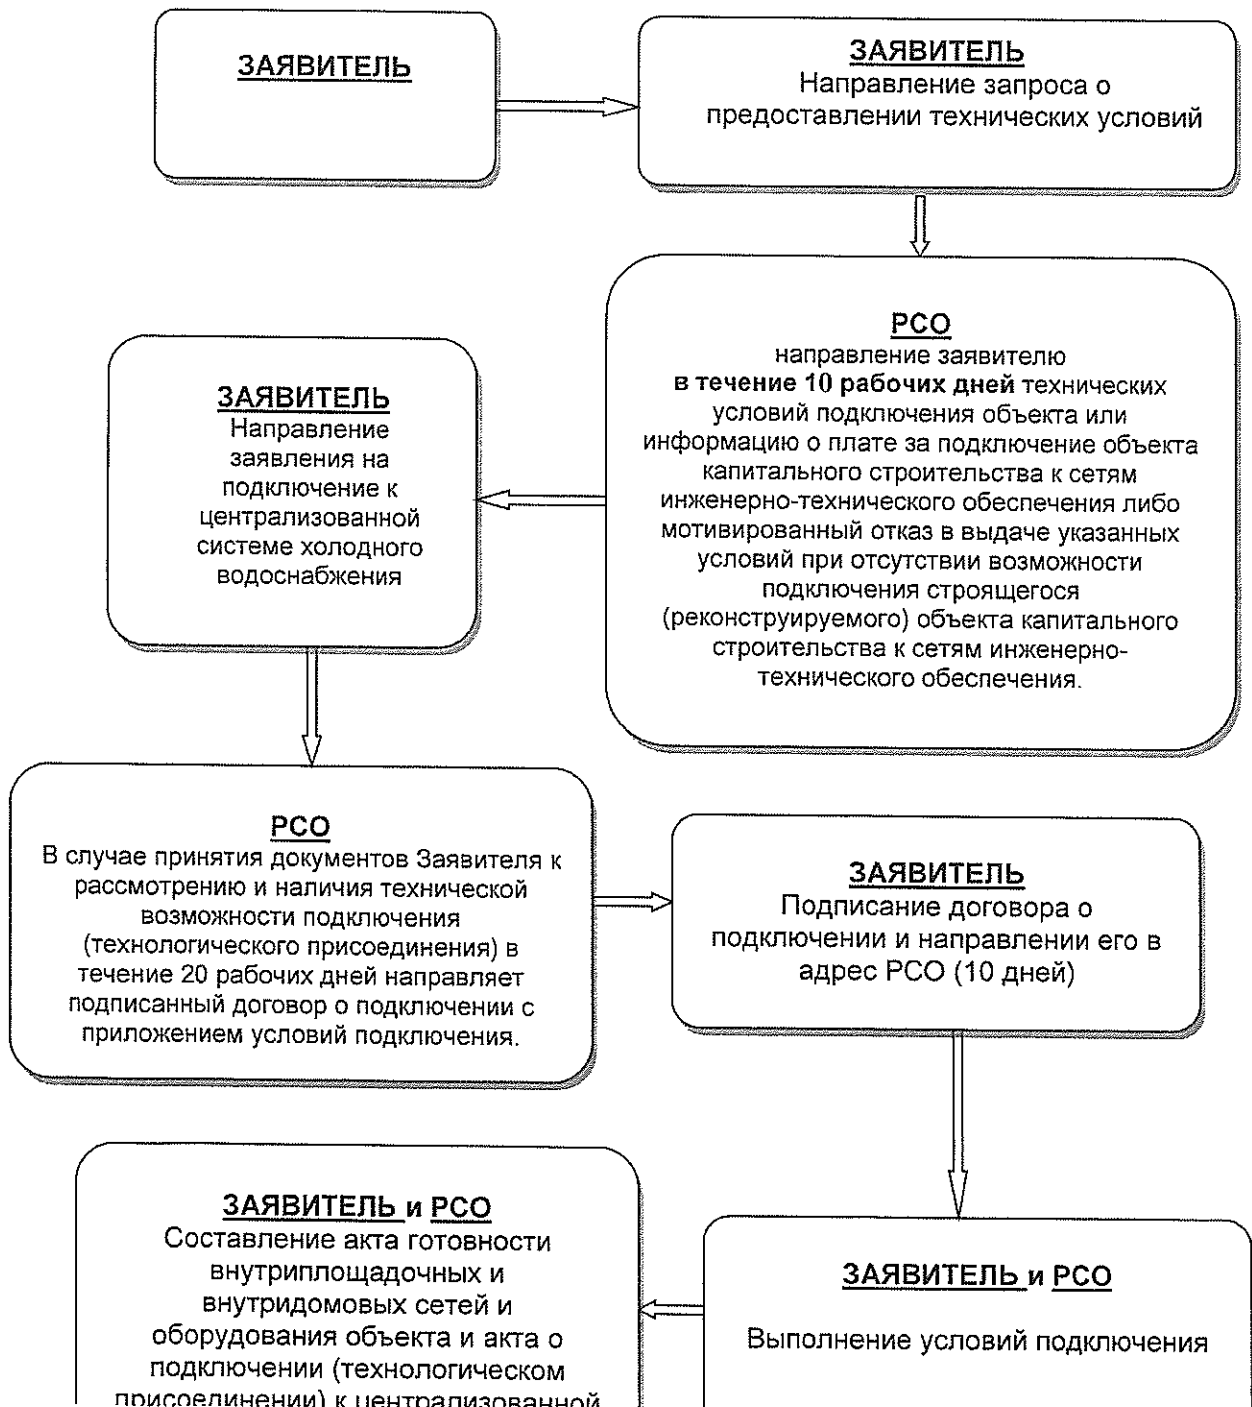 ЗАЯВИТЕЛЬ
ЗАЯВИТЕЛЬ
Направление запроса о
предоставлении технических условий
РСО
направление заявителю
в течение 10 рабочих дней технических
условий подключения объекта или
информацию о плате за подключение объекта
капитального строительства к сетям
инженерно-технического обеспечения либо
мотивированный отказ в выдаче указанных
условий при отсутствии возможности
подключения строящегося
(реконструируемого) объекта капитального
строительства к сетям инженерно-
технического обеспечения.
ЗАЯВИТЕЛЬ
Направление
заявления на
подключение к
централизованной
системе холодного
водоснабжения
РСО
В случае принятия документов Заявителя к
рассмотрению и наличия технической
возможности подключения
(технологического присоединения) в
течение 20 рабочих дней направляет
подписанный договор о подключении с
приложением условий подключения.
ЗАЯВИТЕЛЬ
Подписание договора о
подключении и направлении его в
адрес РСО (10 дней)
ЗАЯВИТЕЛЬ и РСО
Выполнение условий подключения
ЗАЯВИТЕЛЬ и РСО
Составление акта готовности
внутриплощадочных и
внутридомовых сетей и
оборудования объекта и акта о
подключении (технологическом
присоединении) к централизованной